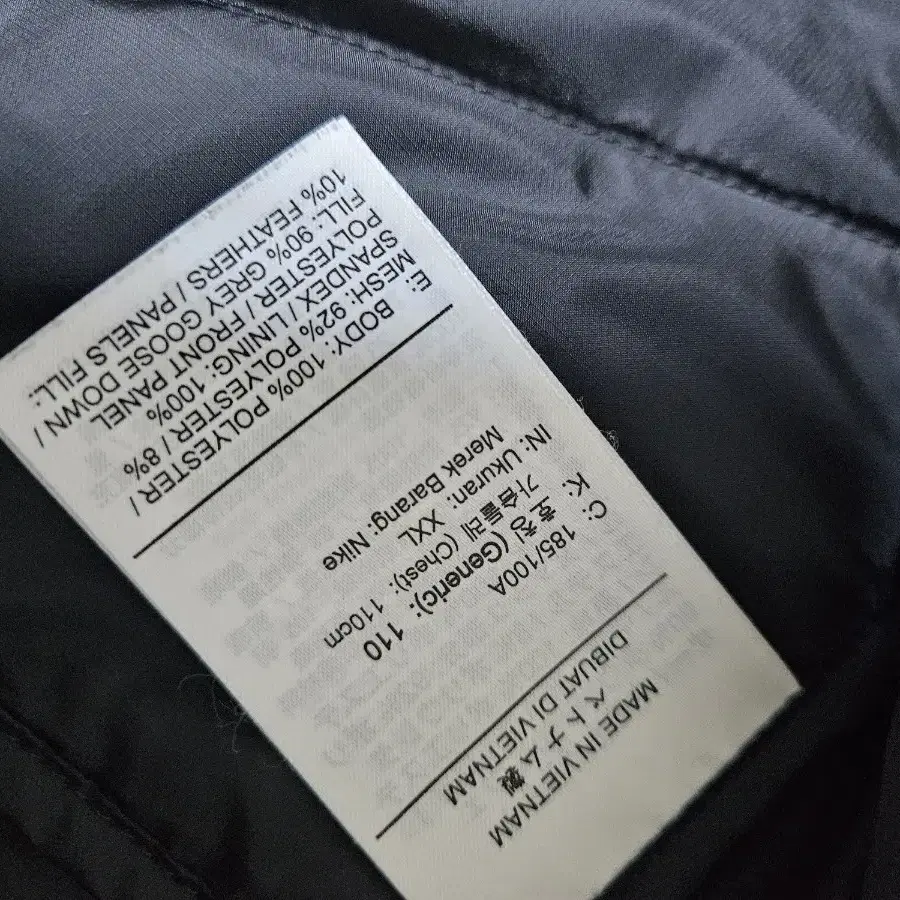 MADE IN VIETNAM
ベトナム製
DIBUAT DI VIETNAM
C: 185/100A
K: 호칭 (Generic): 110
가슴둘레 (Chest): 110cm
IN: Ukuran: XXL
Merek Barang: Nike
E: BODY: 100% POLYESTER /
MESH: 92% POLYESTER / 8%
SPANDEX / LINING: 100%
POLYESTER / FRONT PANEL
FILL: 90% GREY GOOSE DOWN /
10% FEATHERS / PANELS FILL: